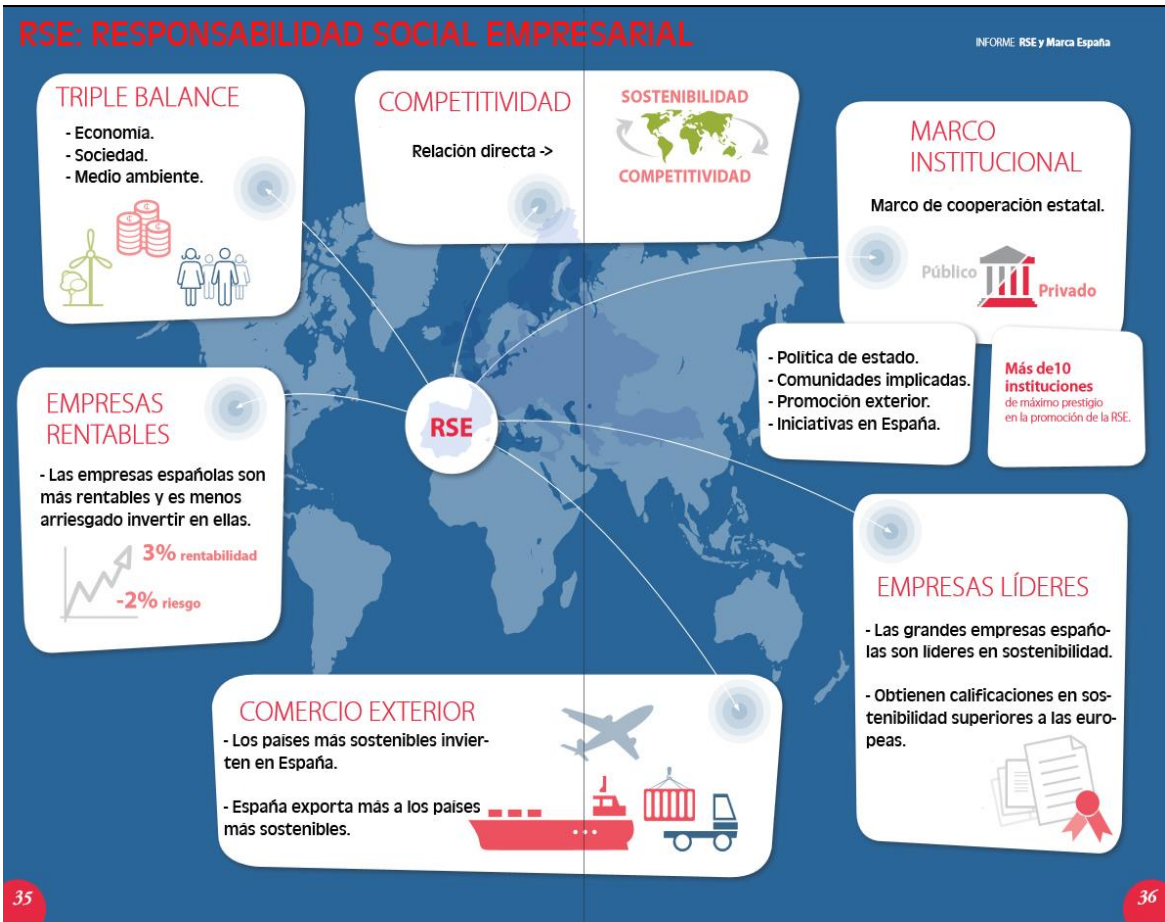 RSE: RESPONSABILIDAD SOCIAL EMPRESARIAL
INFORME RSE y Marca España
TRIPLE BALANCE
- Economía.
- Sociedad.
- Medio ambiente.
COMPETITIVIDAD
Relación directa ->
SOSTENIBILIDAD
COMPETITIVIDAD
MARCO
INSTITUCIONAL
Marco de cooperación estatal.
Público
Privado
- Política de estado.
- Comunidades implicadas.
- Promoción exterior.
- Iniciativas en España.
Más de10
instituciones
de máximo prestigio
en la promoción de la RSE.
EMPRESAS
RENTABLES
- Las empresas españolas son
más rentables y es menos
arriesgado invertir en ellas.
3% rentabilidad
-2% riesgo
RSE
EMPRESAS LÍDERES
- Las grandes empresas españo-
las son líderes en sostenibilidad.
- Obtienen calificaciones en sos-
tenibilidad superiores a las euro-
peas.
COMERCIO EXTERIOR
- Los países más sostenibles invier-
ten en España.
- España exporta más a los países
más sostenibles.
35
36